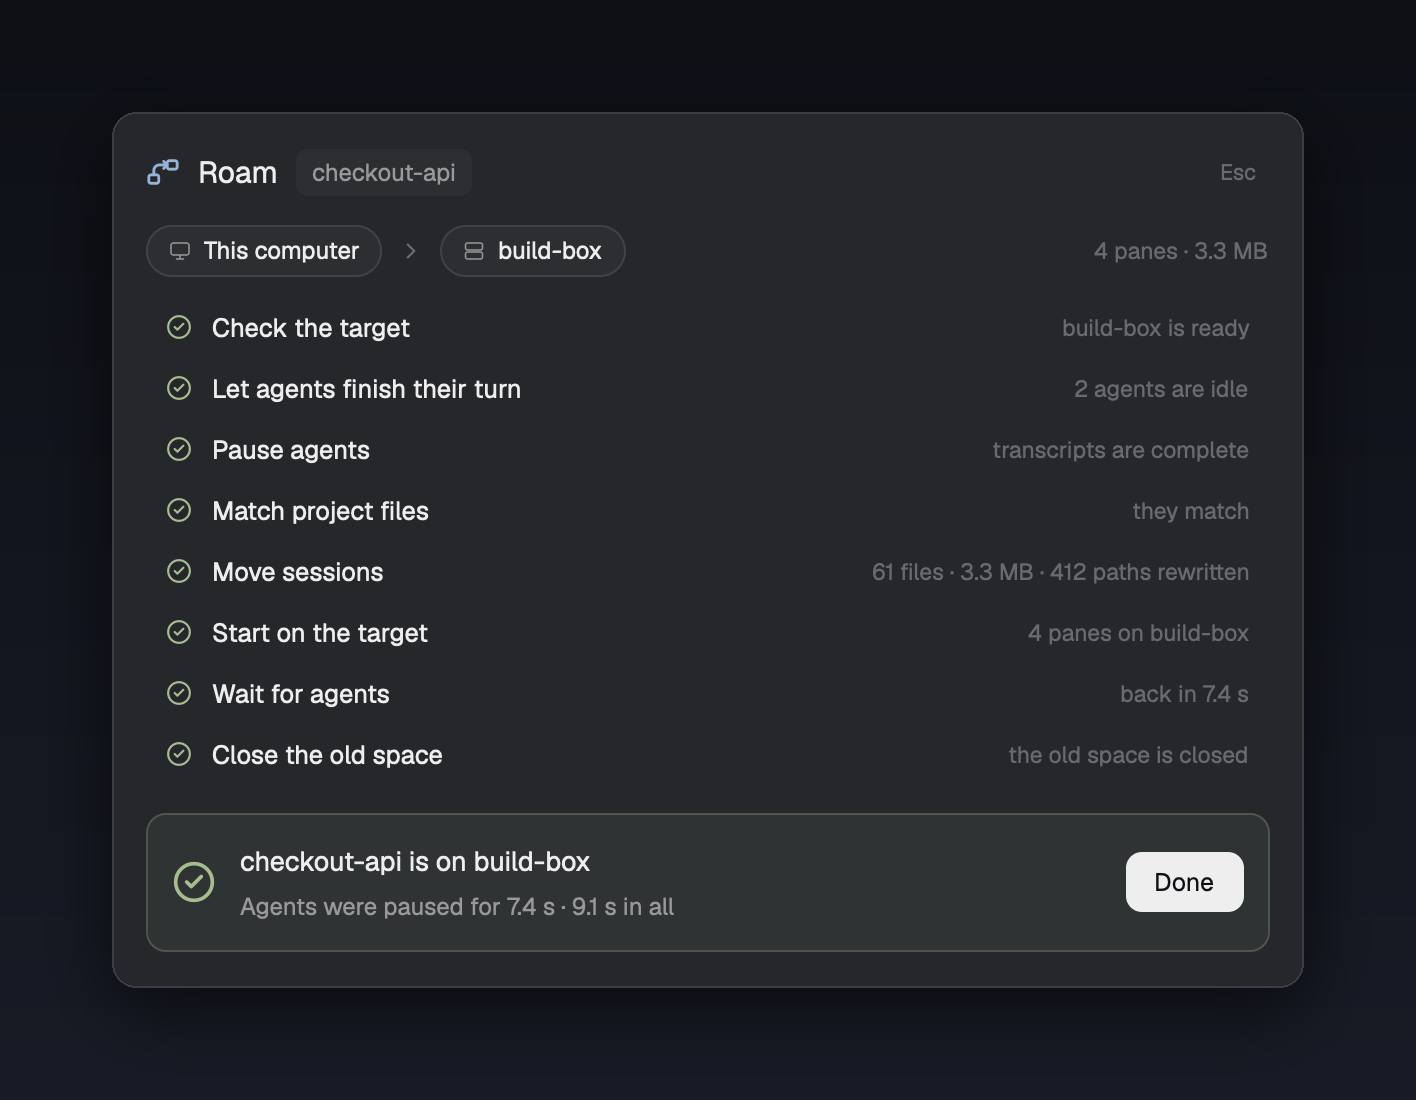 Roam checkout-api Esc
This computer > build-box 4 panes · 3.3 MB
Check the target build-box is ready
Let agents finish their turn 2 agents are idle
Pause agents transcripts are complete
Match project files they match
Move sessions 61 files · 3.3 MB · 412 paths rewritten
Start on the target 4 panes on build-box
Wait for agents back in 7.4 s
Close the old space the old space is closed
checkout-api is on build-box
Agents were paused for 7.4 s · 9.1 s in all
Done